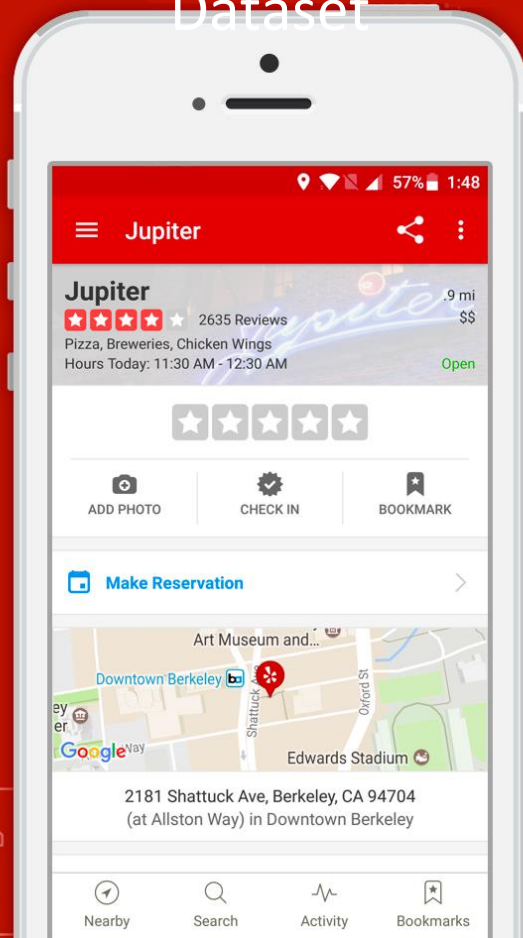 Dataset
57% 1:48
Jupiter
Jupiter
.9 mi
2635 Reviews
$$
Pizza, Breweries, Chicken Wings
Hours Today: 11:30 AM - 12:30 AM
Open
ADD PHOTO
CHECK IN
BOOKMARK
Make Reservation
Art Museum and...
Downtown Berkeley
Shattuck
Oxford St
Google
Edwards Stadium
2181 Shattuck Ave, Berkeley, CA 94704
(at Allston Way) in Downtown Berkeley
Nearby
Search
Activity
Bookmarks